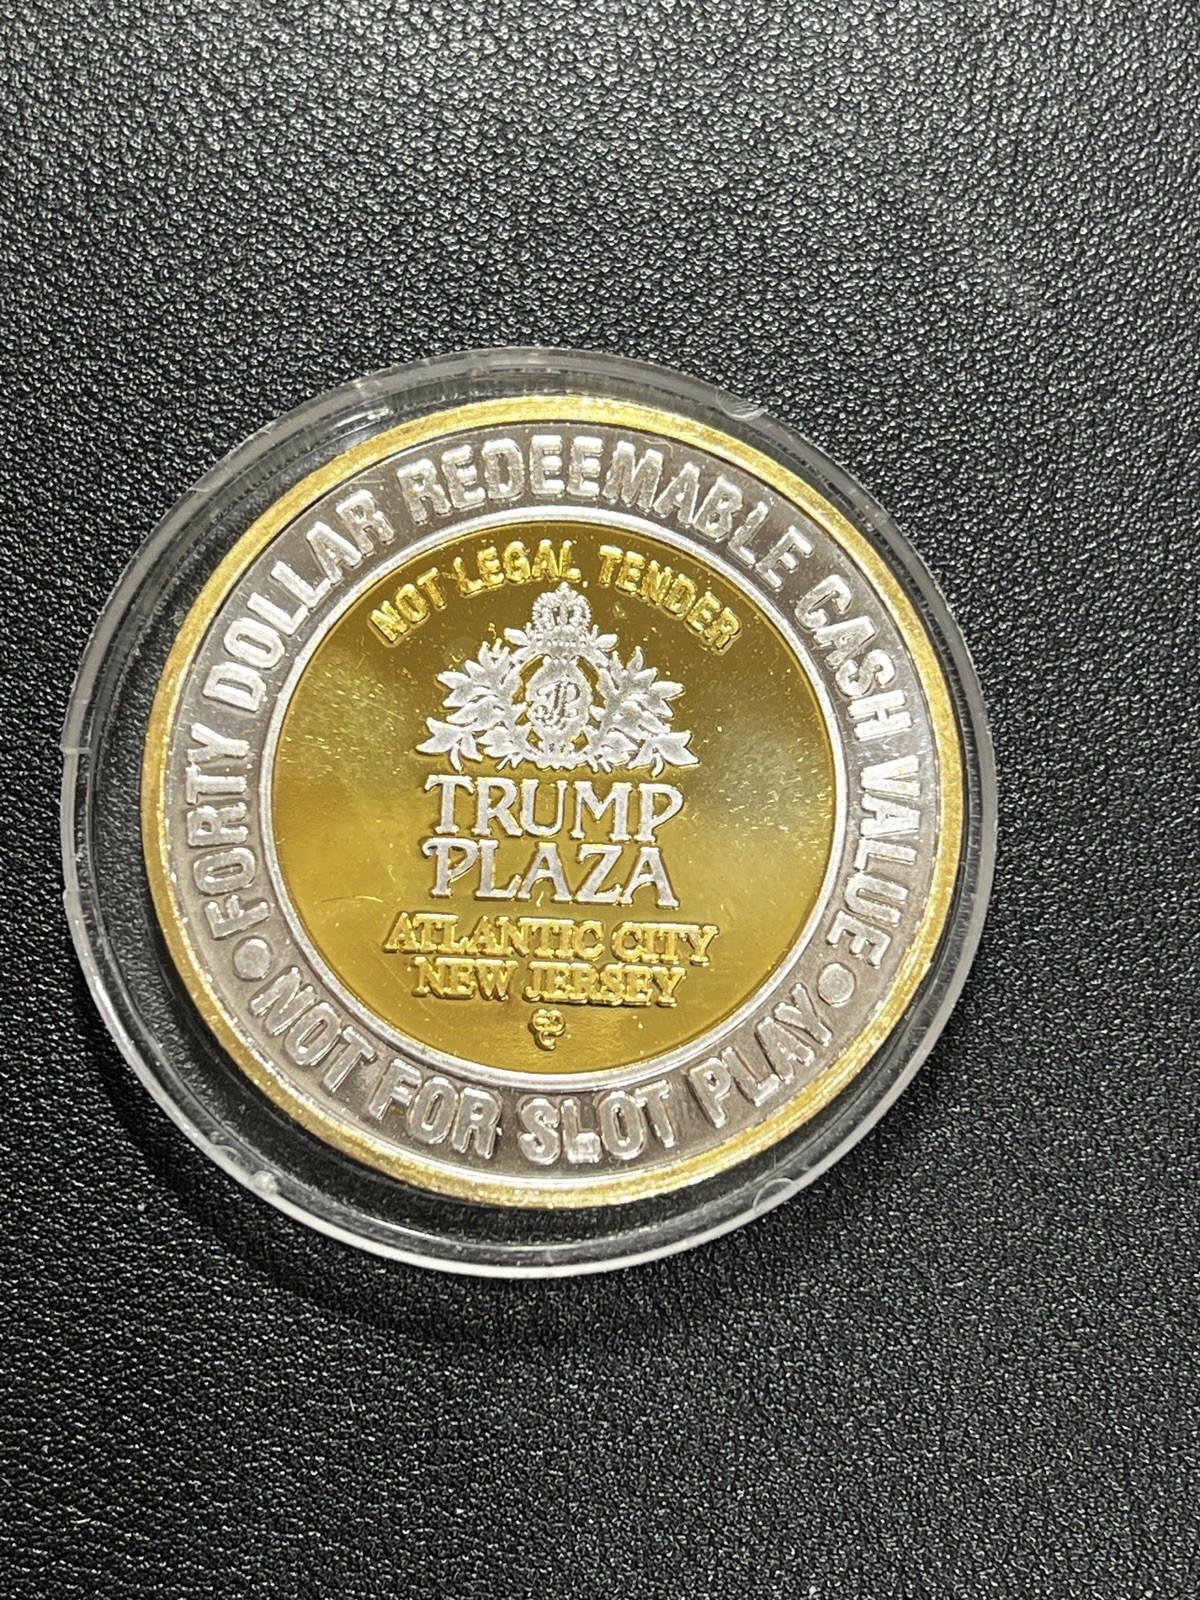 FORTY DOLLAR REDEEMABLE CASH VALUE
NOT LEGAL TENDER
TRUMP
PLAZA
ATLANTIC CITY
NEW JERSEY
NOT FOR SLOT PLAY